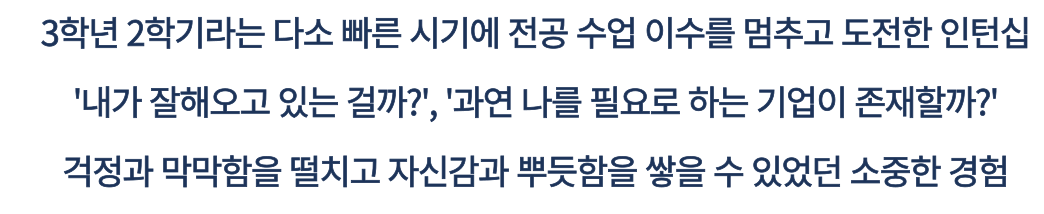 3학년 2학기라는 다소 빠른 시기에 전공 수업 이수를 멈추고 도전한 인턴십
'내가 잘해오고 있는 걸까?', '과연 나를 필요로 하는 기업이 존재할까?'
걱정과 막막함을 떨치고 자신감과 뿌듯함을 쌓을 수 있었던 소중한 경험